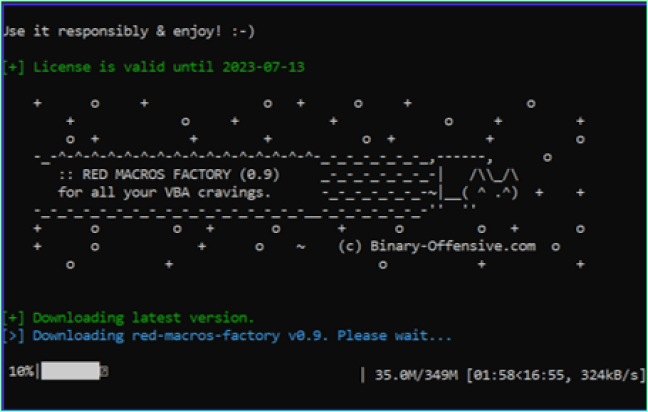 Use it responsibly & enjoy! :-)
[+] License is valid until 2023-07-13
+ o + o + o + o
+ o + + o + +
o + + + o + + o
-_-^-^-^-^-^-^-^-^-^-^-^-^-^-^-^-^-_-_-_-_-_-_-_,------, o
:: RED MACROS FACTORY (0.9) _-_-_-_-_-_-_-| /\\_/\
for all your VBA cravings. -_-_-_-_-_-_-~|__( ^ .^) + +
-_-_-_-_-_-_-_-_-_-_-_-_-_-_-_-_-__-_-_-_-_-_-_-'' ''
+ o o + o + o o + o
+ o + o ~ (c) Binary-Offensive.com o
o + o + +
[+] Downloading latest version.
[>] Downloading red-macros-factory v0.9. Please wait...
10%| | 35.0M/349M [01:58<16:55, 324kB/s]